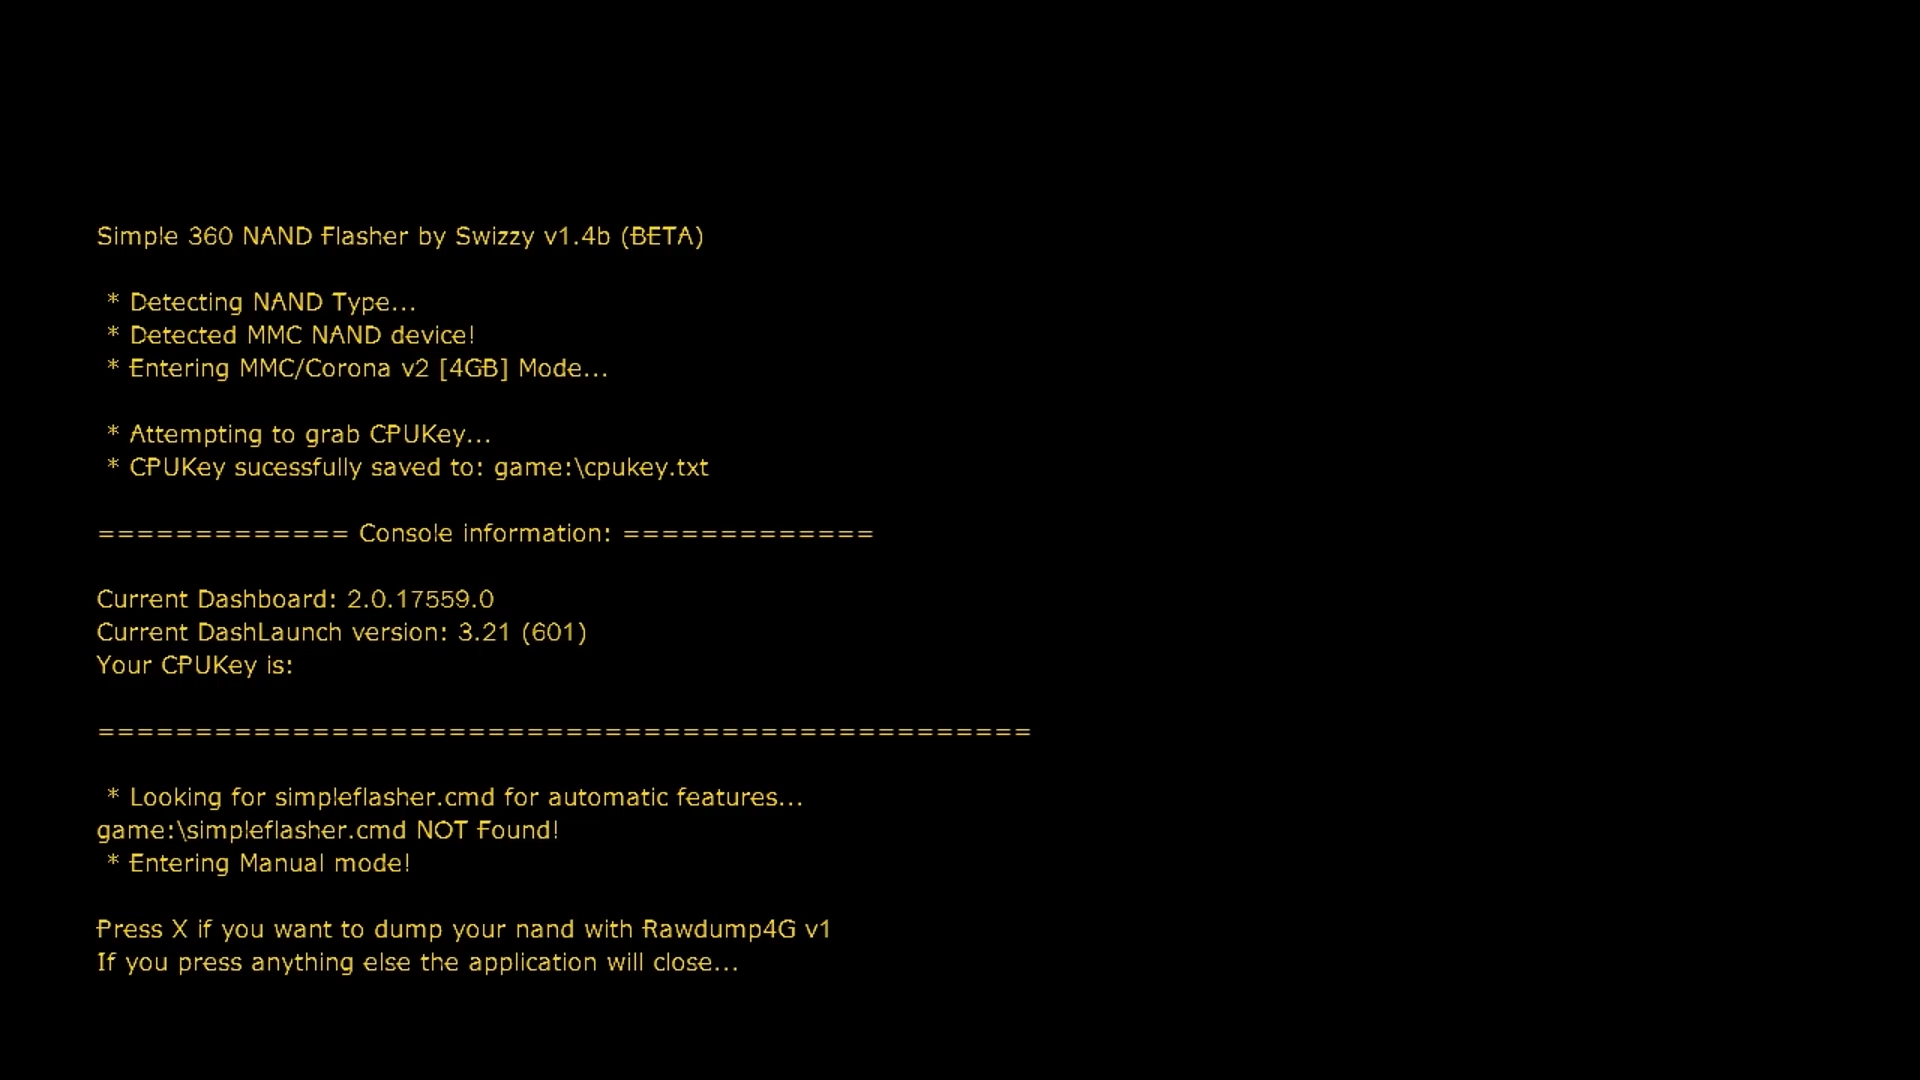 Simple 360 NAND Flasher by Swizzy v1.4b (BETA)
* Detecting NAND Type...
* Detected MMC NAND device!
* Entering MMC/Corona v2 [4GB] Mode...
* Attempting to grab CPUKey...
* CPUKey sucessfully saved to: game:\cpukey.txt
============= Console information: =============
Current Dashboard: 2.0.17559.0
Current DashLaunch version: 3.21 (601)
Your CPUKey is:
================================================
* Looking for simpleflasher.cmd for automatic features...
game:\simpleflasher.cmd NOT Found!
* Entering Manual mode!
Press X if you want to dump your nand with Rawdump4G v1
If you press anything else the application will close...